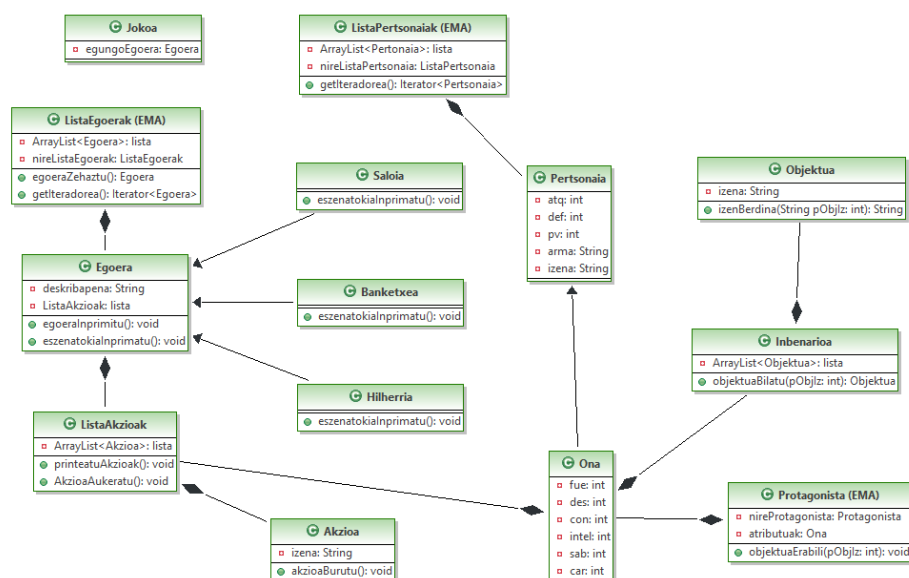 Jokoa
egungoEgoera: Egoera
ListaPertsonaiak (EMA)
ArrayList<Pertonaia>: lista
nireListaPertsonaia: ListaPertsonaia
getIteradorea(): Iterator<Pertsonaia>
ListaEgoerak (EMA)
ArrayList<Egoera>: lista
nireListaEgoerak: ListaEgoerak
egoeraZehaztu(): Egoera
getIteradorea(): Iterator<Egoera>
Saloia
eszenatokiaInprimatu(): void
Pertsonaia
atq: int
def: int
pv: int
arma: String
izena: String
Objektua
izena: String
izenBerdina(String pObjIz: int): String
Egoera
deskribapena: String
ListaAkzioak: lista
egoeraInprimitu(): void
eszenatokiaInprimatu(): void
Banketxea
eszenatokiaInprimatu(): void
Inbenarioa
ArrayList<Objektua>: lista
objektuaBilatu(pObjIz: int): Objektua
Hilherria
eszenatokiaInprimatu(): void
ListaAkzioak
ArrayList<Akzioa>: lista
printeatuAkzioak(): void
AkzioaAukeratu(): void
Ona
fue: int
des: int
con: int
intel: int
sab: int
car: int
Protagonista (EMA)
nireProtagonista: Protagonista
atributuak: Ona
objektuaErabili(pObjIz: int): void
Akzioa
izena: String
akzioaBurutu(): void